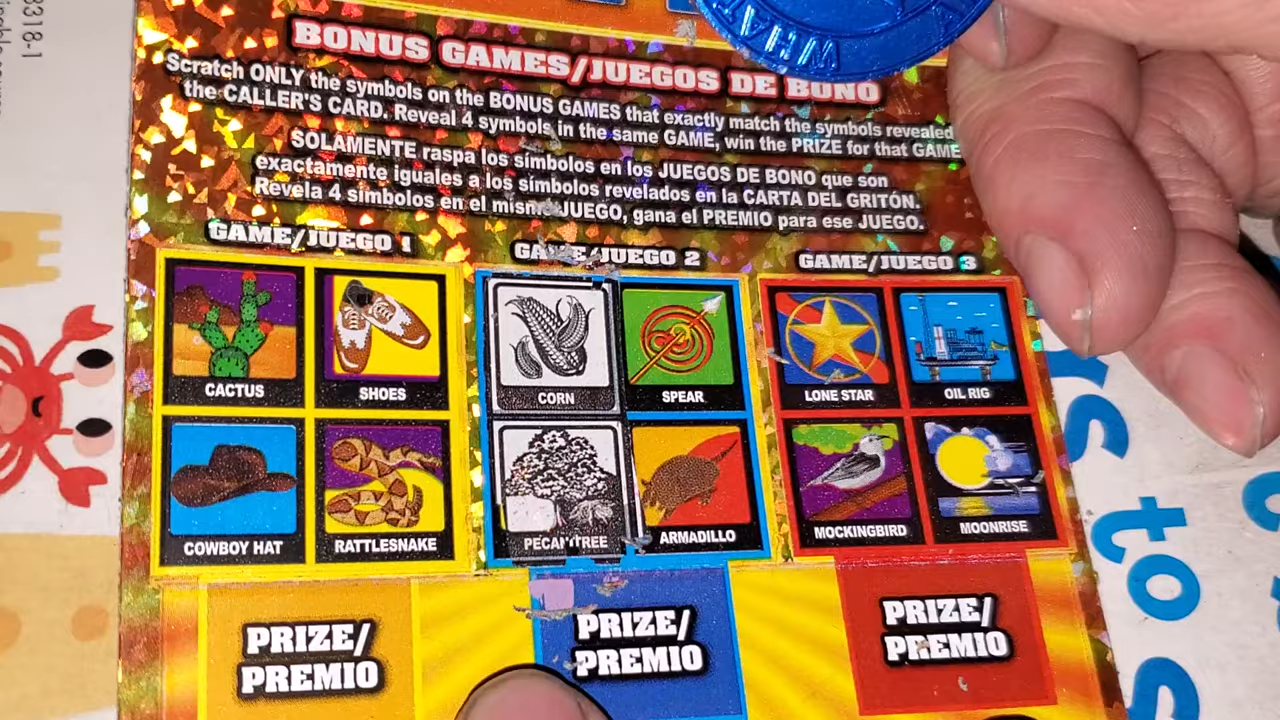 8318-1
WHAT
BONUS GAMES/JUEGOS DE BONO
Scratch ONLY the symbols on the BONUS GAMES that exactly match the symbols revealed
the CALLER'S CARD. Reveal 4 symbols in the same GAME, win the PRIZE for that GAME
SOLAMENTE raspa los símbolos en los JUEGOS DE BONO que son
exactamente iguales a los símbolos revelados en la CARTA DEL GRITÓN.
Revela 4 símbolos en el mismo JUEGO, gana el PREMIO para ese JUEGO.
GAME/JUEGO 1
GAME/JUEGO 2
GAME/JUEGO 3
CACTUS
SHOES
CORN
SPEAR
LONE STAR
OIL RIG
COWBOY HAT
RATTLESNAKE
PECAN TREE
ARMADILLO
MOCKINGBIRD
MOONRISE
PRIZE/
PREMIO
PRIZE/
PREMIO
PRIZE/
PREMIO
to